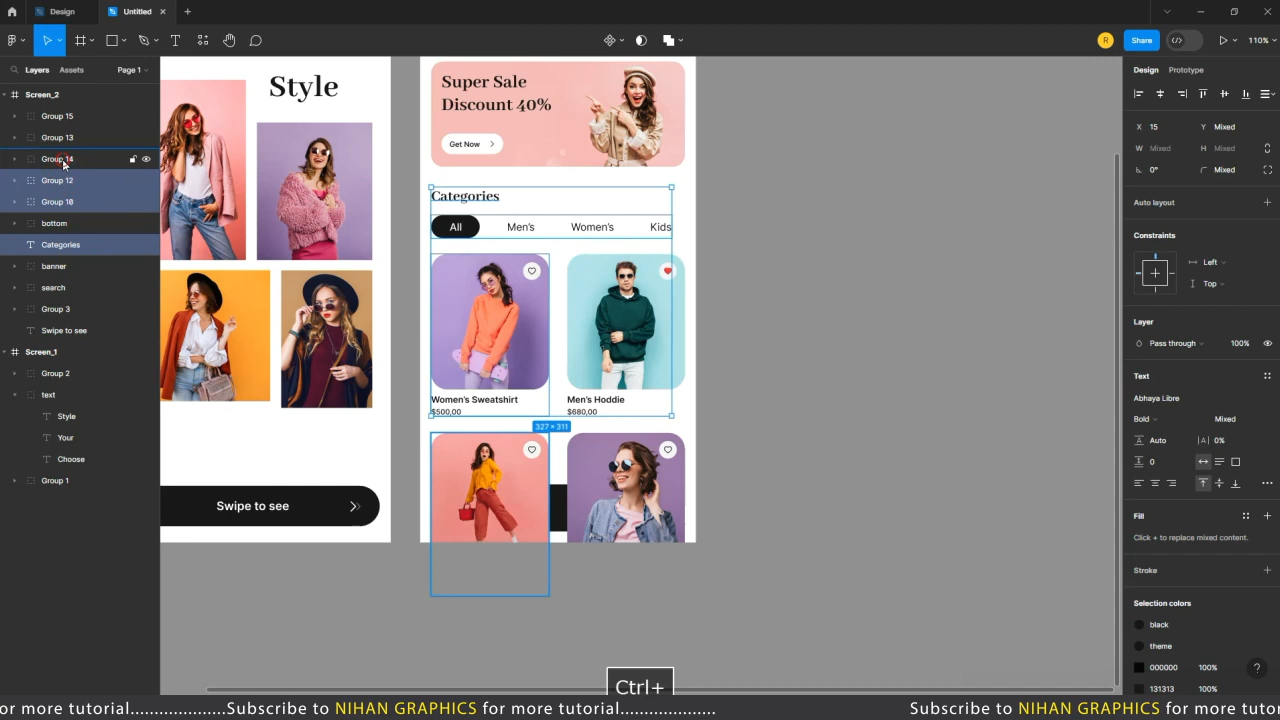 Design
Untitled
Share
R
110%
Layers
Assets
Page 1
Screen_2
Group 15
Group 13
Group 14
Group 12
Group 10
bottom
Categories
banner
search
Group 3
Swipe to see
Screen_1
Group 2
text
Style
Your
Choose
Group 1
Style
Swipe to see
Super Sale
Discount 40%
Get Now
Categories
All
Men's
Women's
Kids
Women's Sweatshirt
$500,00
Men's Hoddie
$680,00
327 × 311
Design
Prototype
X
15
Y
Mixed
W
Mixed
H
Mixed
0°
Mixed
Auto layout
Constraints
Left
Top
Layer
Pass through
100%
Text
Abhaya Libre
Bold
Mixed
Auto
|A|
0%
0
Fill
Click + to replace mixed content.
Stroke
Selection colors
black
theme
000000
100%
131313
100%
?
Ctrl+
or more tutorial....................Subscribe to NIHAN GRAPHICS for more tutorial.................... Subscribe to NIHAN GRAPHICS for more tuto